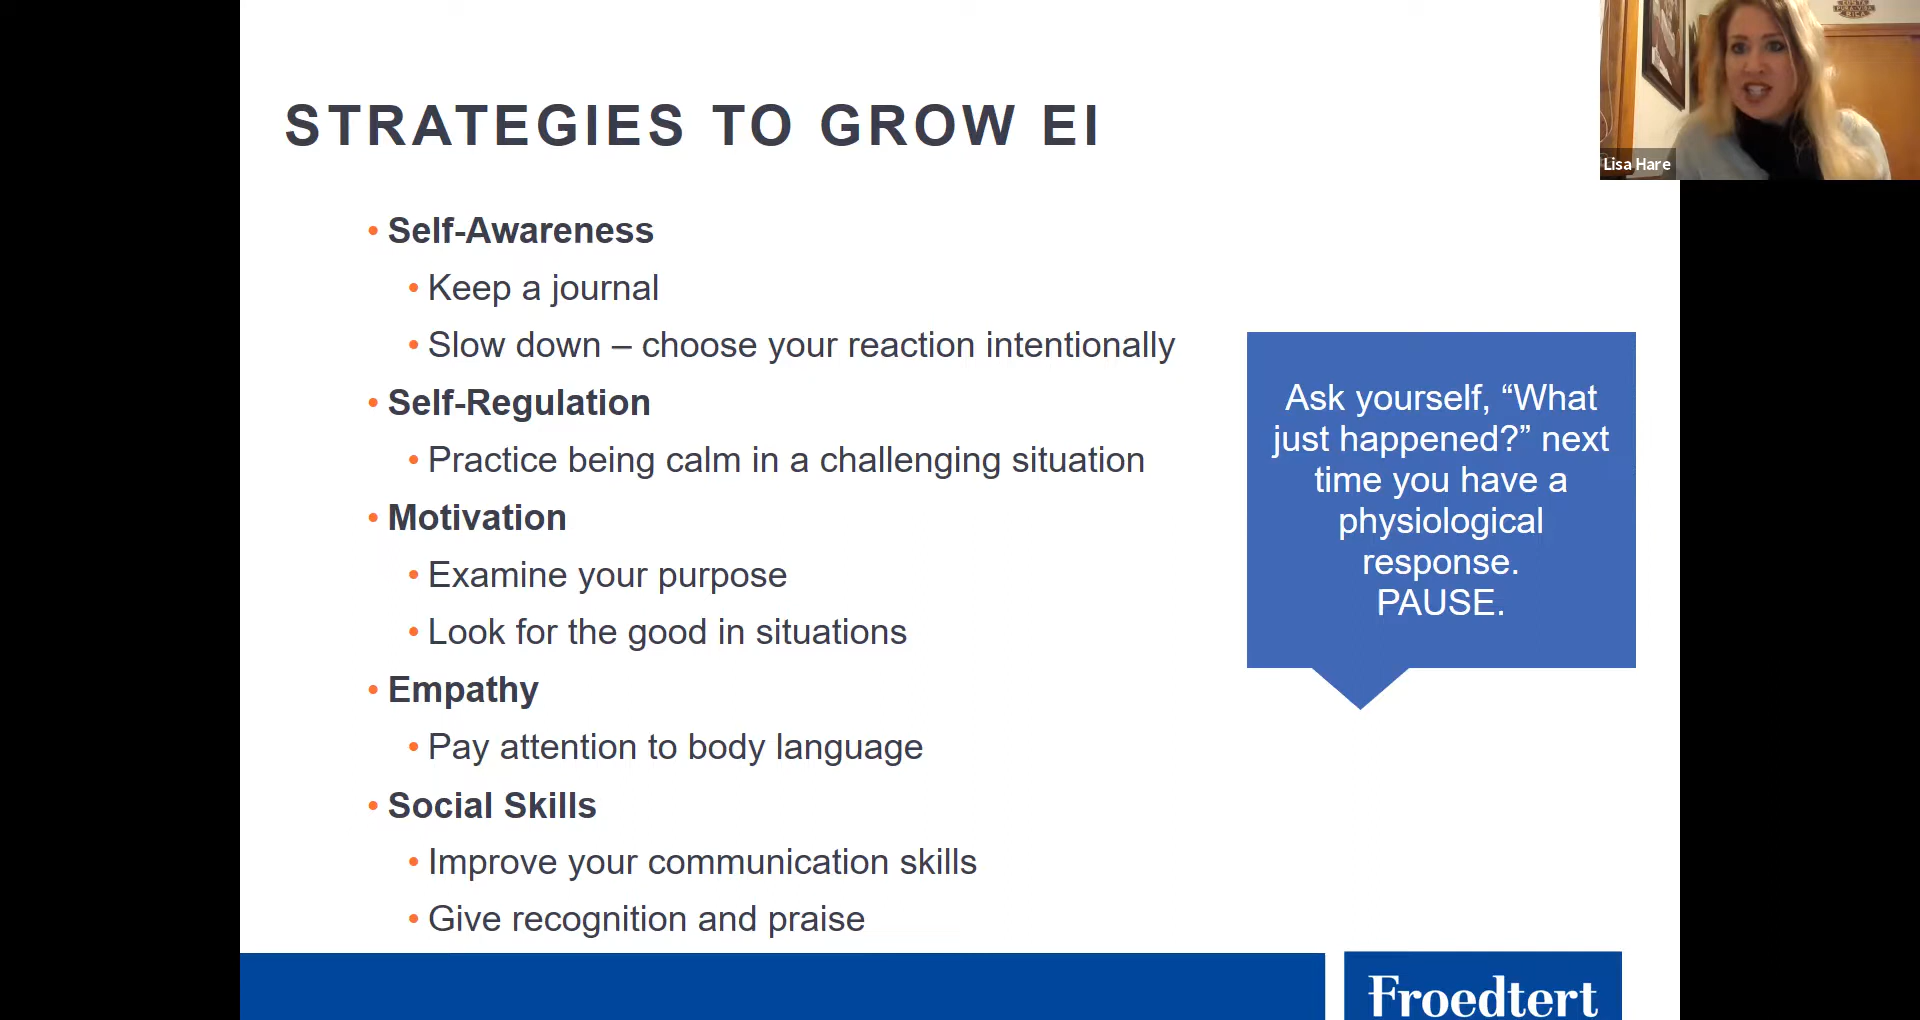 STRATEGIES TO GROW EI
• Self-Awareness
• Keep a journal
• Slow down – choose your reaction intentionally
• Self-Regulation
• Practice being calm in a challenging situation
• Motivation
• Examine your purpose
• Look for the good in situations
• Empathy
• Pay attention to body language
• Social Skills
• Improve your communication skills
• Give recognition and praise
Ask yourself, “What
just happened?” next
time you have a
physiological
response.
PAUSE.
Lisa Hare
PURA VIDA
RICA
Froedtert